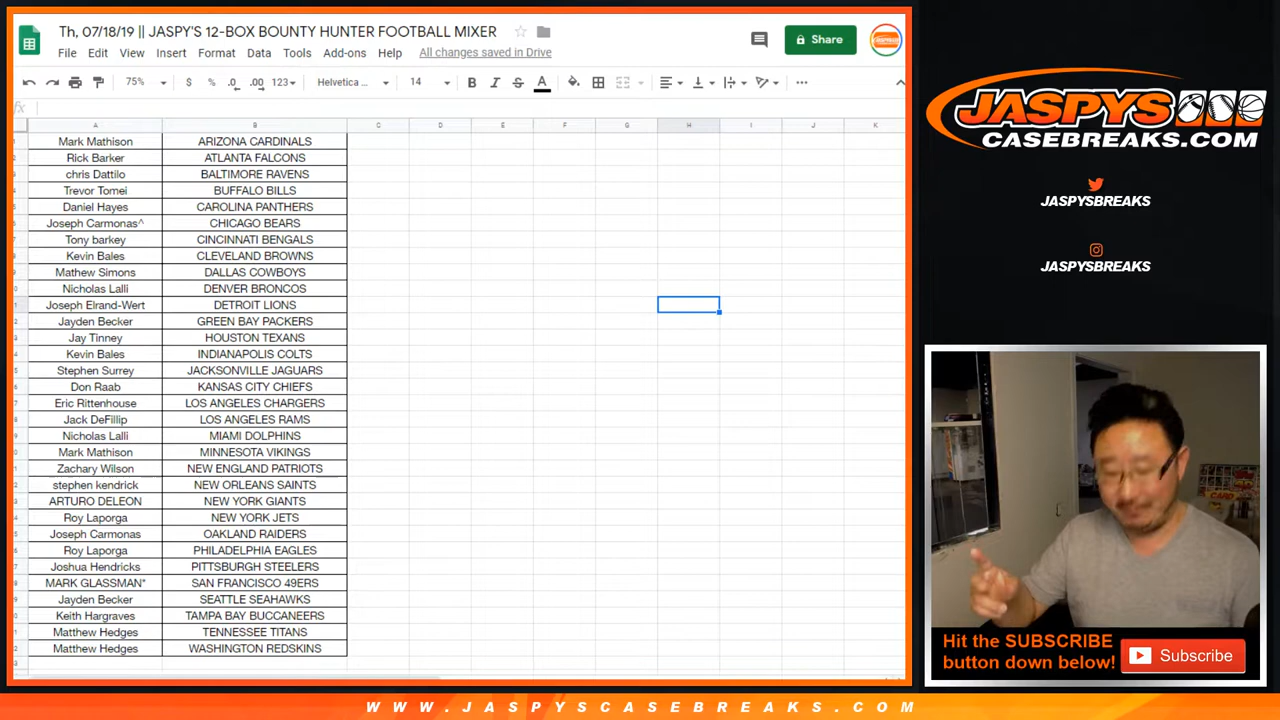 Th, 07/18/19 || JASPY'S 12-BOX BOUNTY HUNTER FOOTBALL MIXER
File Edit View Insert Format Data Tools Add-ons Help All changes saved in Drive
Share
75% $ % .0 .00 123 Helvetica ... 14 B I S A
fx
A B C D E F G H I J K
Mark Mathison ARIZONA CARDINALS
Rick Barker ATLANTA FALCONS
chris Dattilo BALTIMORE RAVENS
Trevor Tomei BUFFALO BILLS
Daniel Hayes CAROLINA PANTHERS
Joseph Carmonas^ CHICAGO BEARS
Tony barkey CINCINNATI BENGALS
Kevin Bales CLEVELAND BROWNS
Mathew Simons DALLAS COWBOYS
Nicholas Lalli DENVER BRONCOS
Joseph Elrand-Wert DETROIT LIONS
Jayden Becker GREEN BAY PACKERS
Jay Tinney HOUSTON TEXANS
Kevin Bales INDIANAPOLIS COLTS
Stephen Surrey JACKSONVILLE JAGUARS
Don Raab KANSAS CITY CHIEFS
Eric Rittenhouse LOS ANGELES CHARGERS
Jack DeFillip LOS ANGELES RAMS
Nicholas Lalli MIAMI DOLPHINS
Mark Mathison MINNESOTA VIKINGS
Zachary Wilson NEW ENGLAND PATRIOTS
stephen kendrick NEW ORLEANS SAINTS
ARTURO DELEON NEW YORK GIANTS
Roy Laporga NEW YORK JETS
Joseph Carmonas OAKLAND RAIDERS
Roy Laporga PHILADELPHIA EAGLES
Joshua Hendricks PITTSBURGH STEELERS
MARK GLASSMAN* SAN FRANCISCO 49ERS
Jayden Becker SEATTLE SEAHAWKS
Keith Hargraves TAMPA BAY BUCCANEERS
Matthew Hedges TENNESSEE TITANS
Matthew Hedges WASHINGTON REDSKINS
JASPYS
CASEBREAKS.COM
JASPYSBREAKS
JASPYSBREAKS
Hit the SUBSCRIBE
button down below!
Subscribe
WWW.JASPYSCASEBREAKS.COM